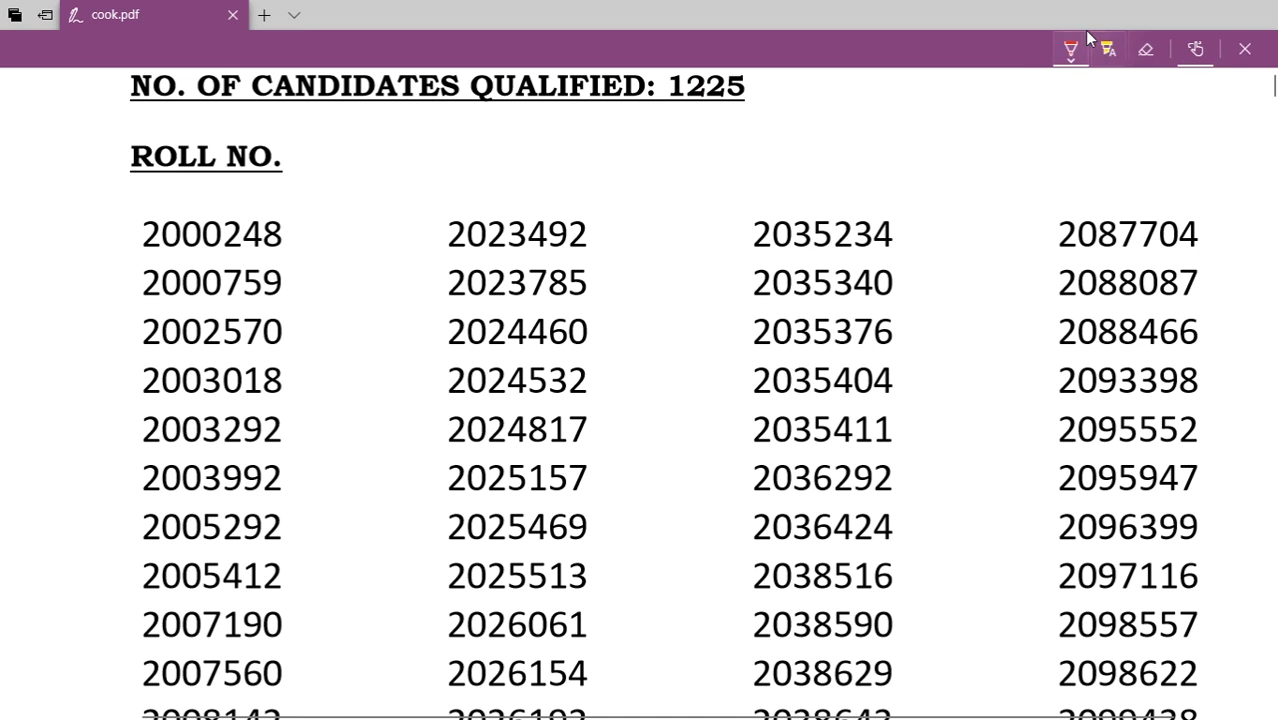 cook.pdf
NO. OF CANDIDATES QUALIFIED: 1225
ROLL NO.
2000248 2023492 2035234 2087704
2000759 2023785 2035340 2088087
2002570 2024460 2035376 2088466
2003018 2024532 2035404 2093398
2003292 2024817 2035411 2095552
2003992 2025157 2036292 2095947
2005292 2025469 2036424 2096399
2005412 2025513 2038516 2097116
2007190 2026061 2038590 2098557
2007560 2026154 2038629 2098622